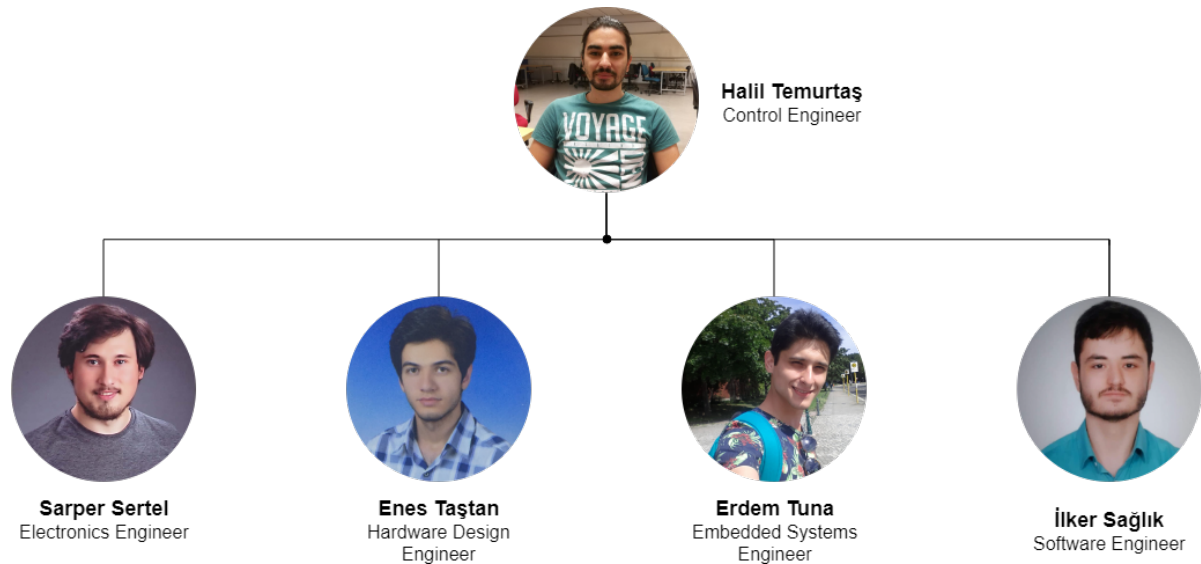 Halil Temurtaş
Control Engineer
VOYAGE
Sarper Sertel
Electronics Engineer
Enes Taştan
Hardware Design
Engineer
Erdem Tuna
Embedded Systems
Engineer
İlker Sağlık
Software Engineer